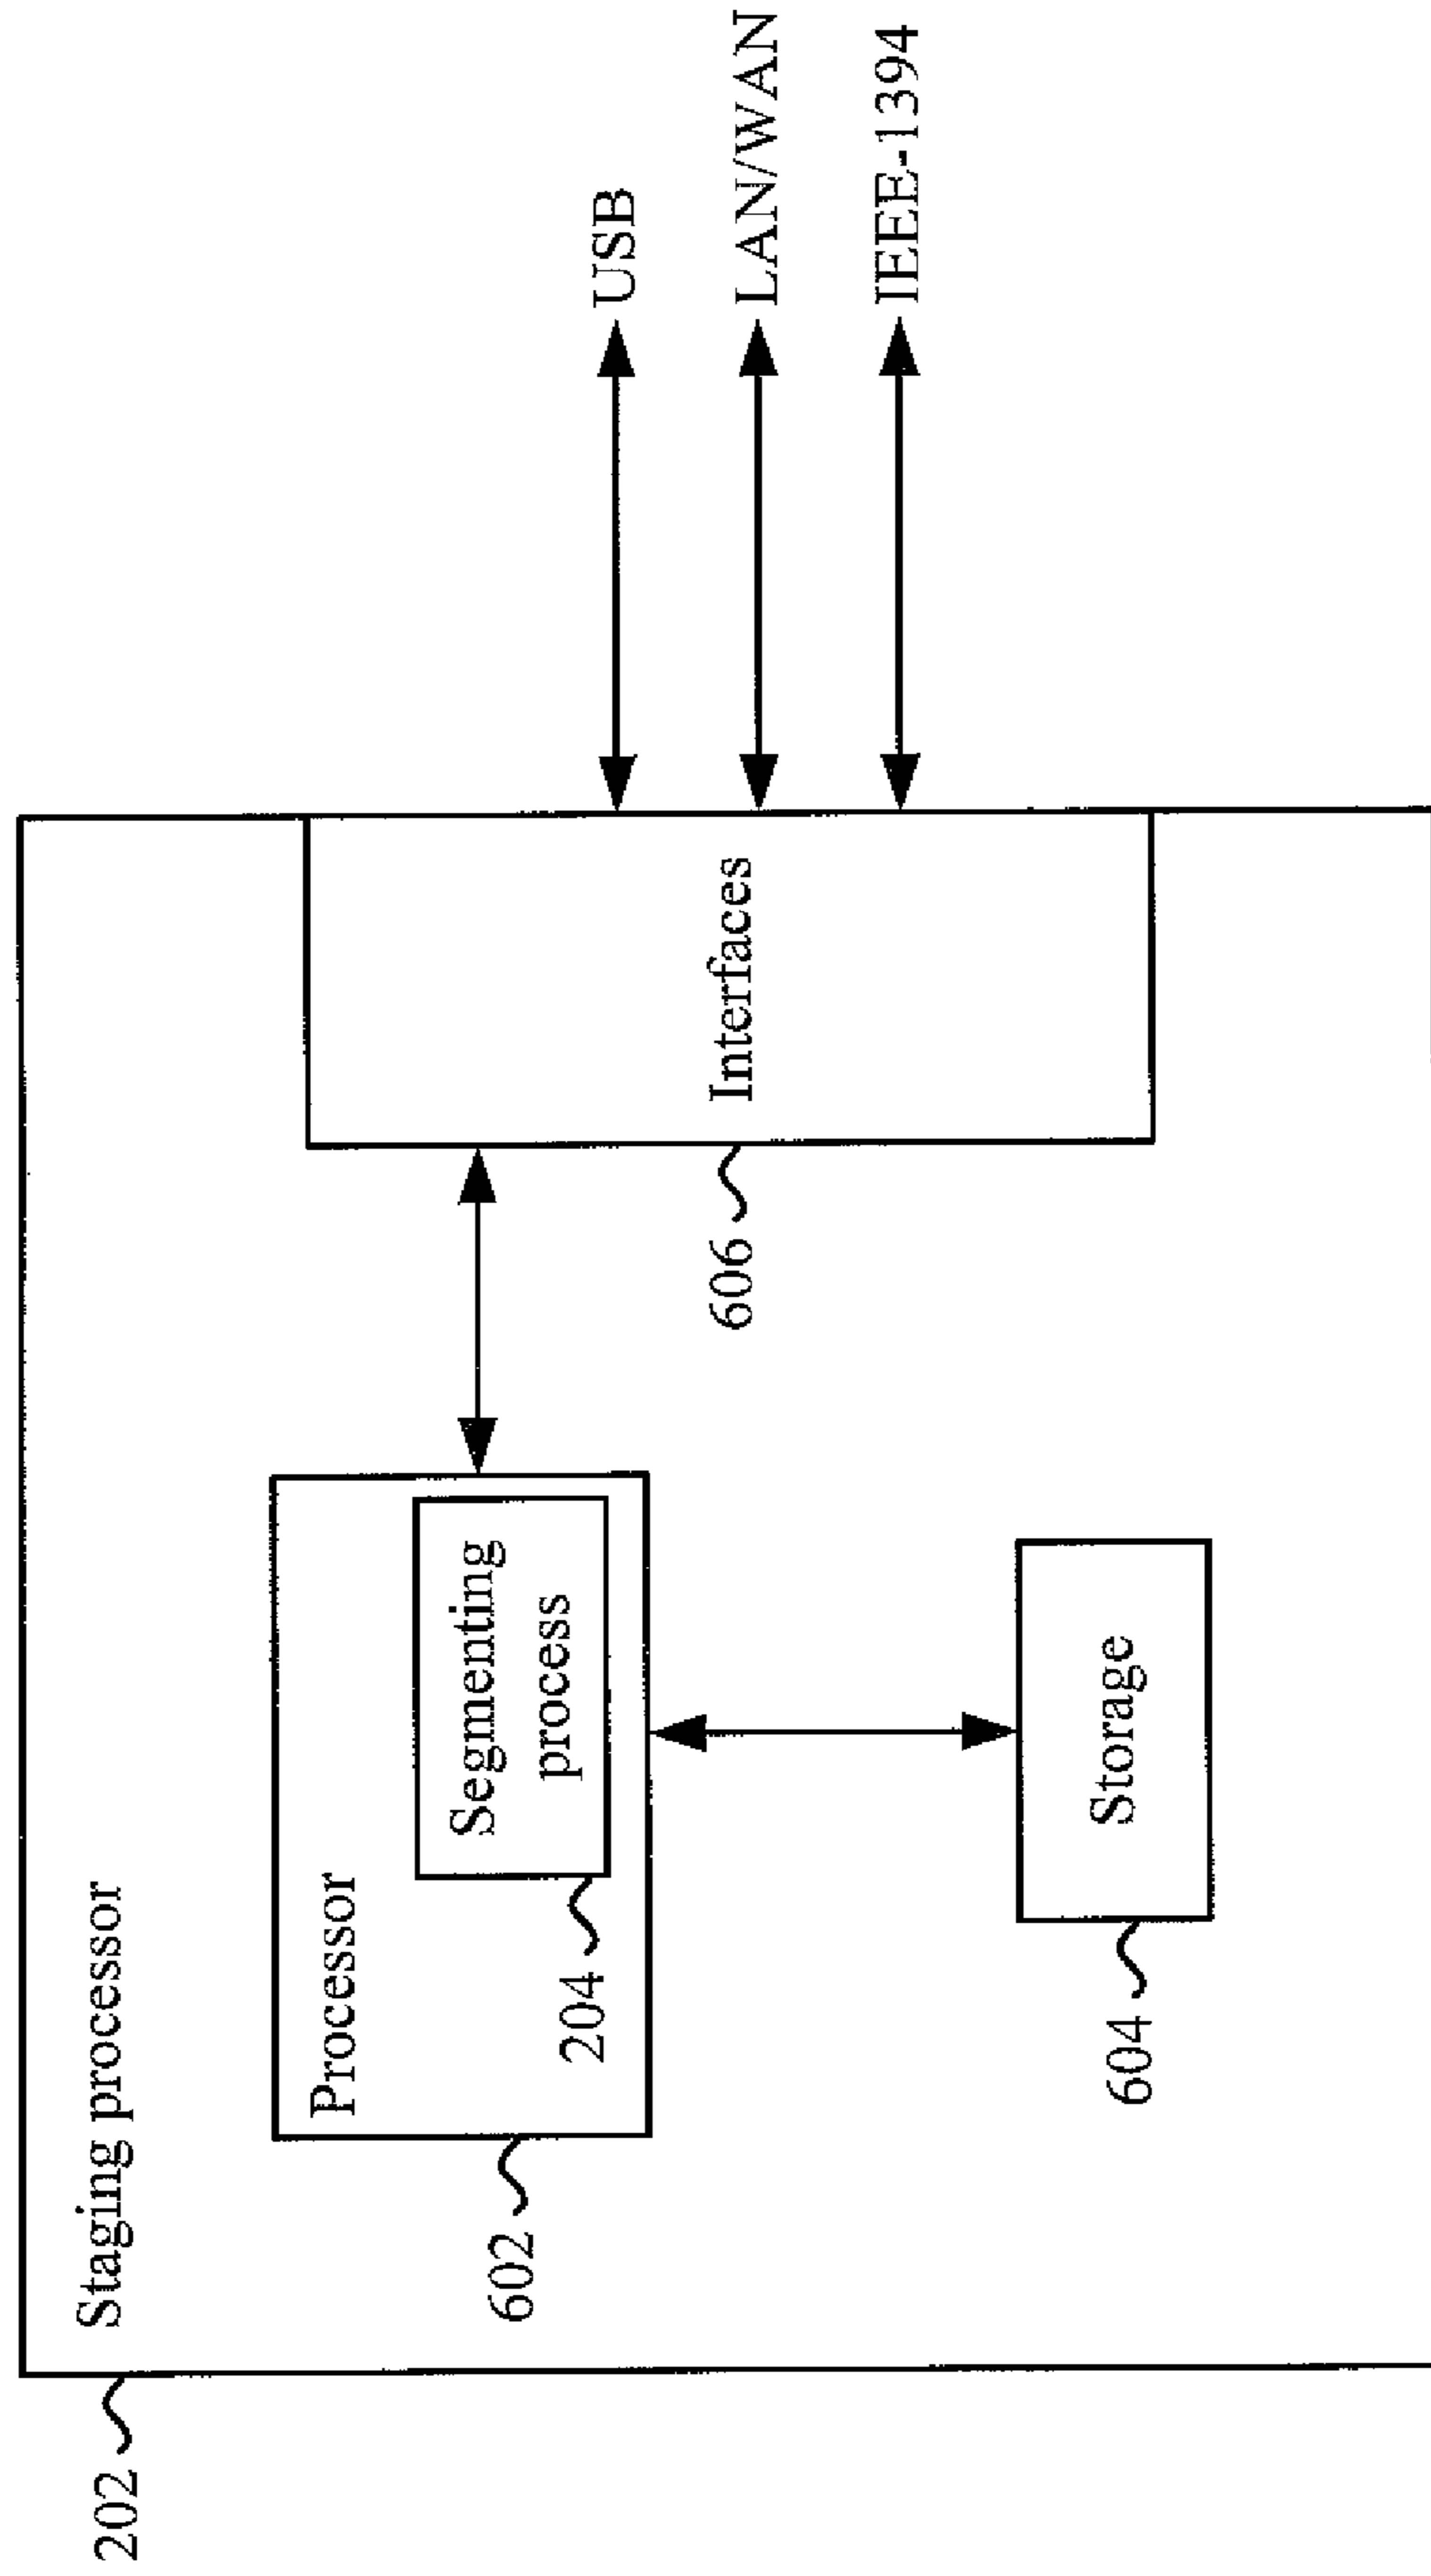 202
Staging processor
602
Processor
204
Segmenting
process
604
Storage
606
Interfaces
USB
LAN/WAN
IEEE-1394